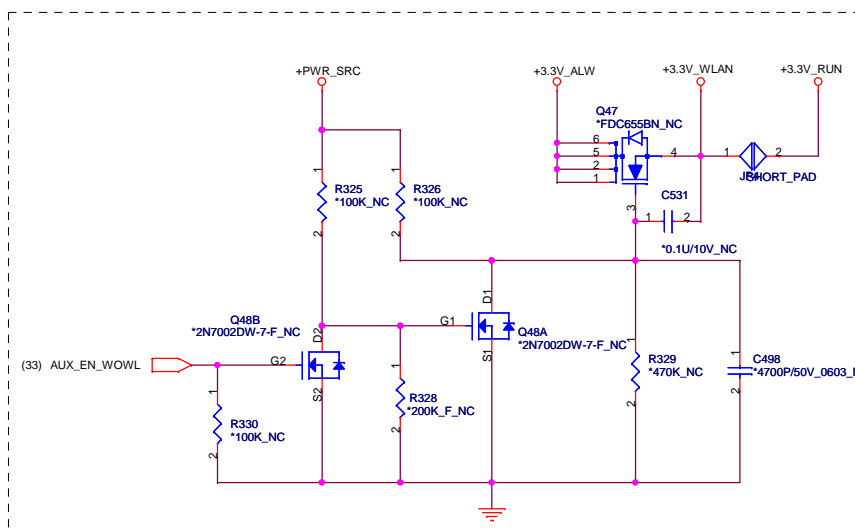 +PWR_SRC
+3.3V_ALW
+3.3V_WLAN
+3.3V_RUN
Q47
*FDC655BN_NC
6
5
2
1
4
3
1
2
SHORT_PAD
C531
1
2
*0.1U/10V_NC
1
R325
*100K_NC
2
1
R326
*100K_NC
2
Q48B
*2N7002DW-7-F_NC
D2
G2
S2
G1
D1
S1
Q48A
*2N7002DW-7-F_NC
(33) AUX_EN_WOWL
1
R330
*100K_NC
2
1
R328
*200K_F_NC
2
1
R329
*470K_NC
2
1
C498
*4700P/50V_0603_N
2